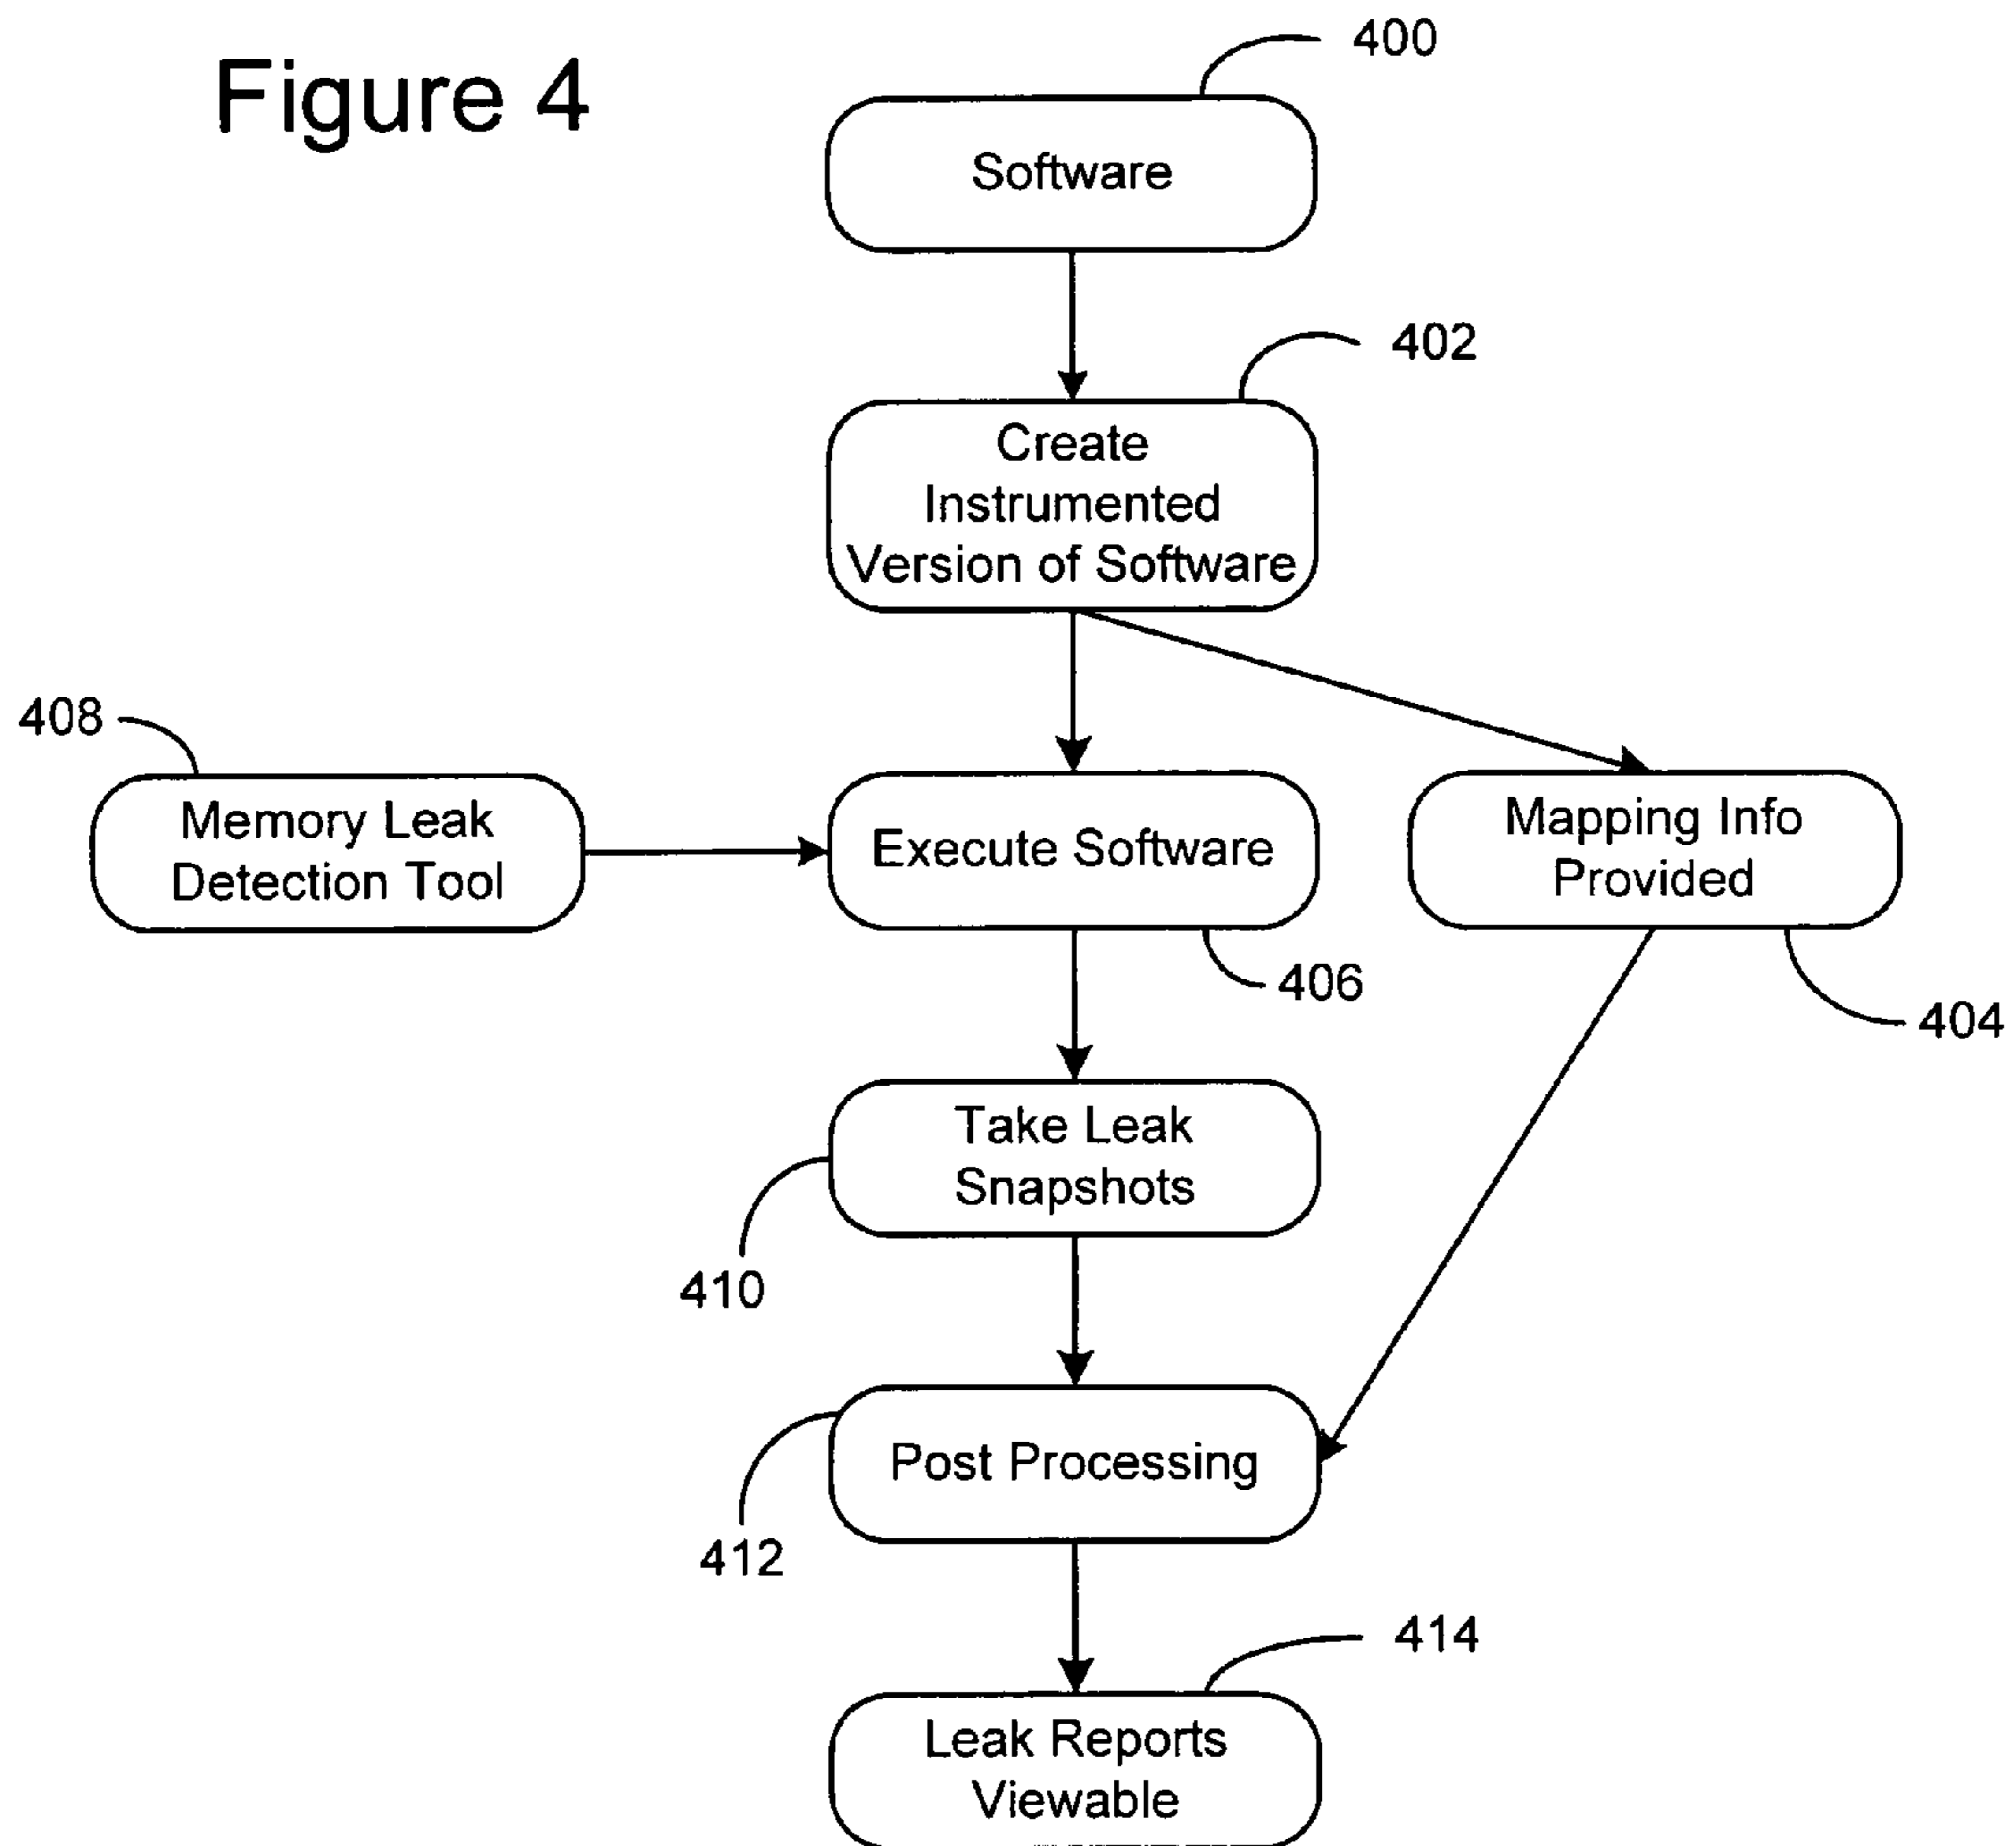 Figure 4
400
Software
402
Create
Instrumented
Version of Software
408
Memory Leak
Detection Tool
Execute Software
Mapping Info
Provided
406
404
Take Leak
Snapshots
410
Post Processing
412
414
Leak Reports
Viewable